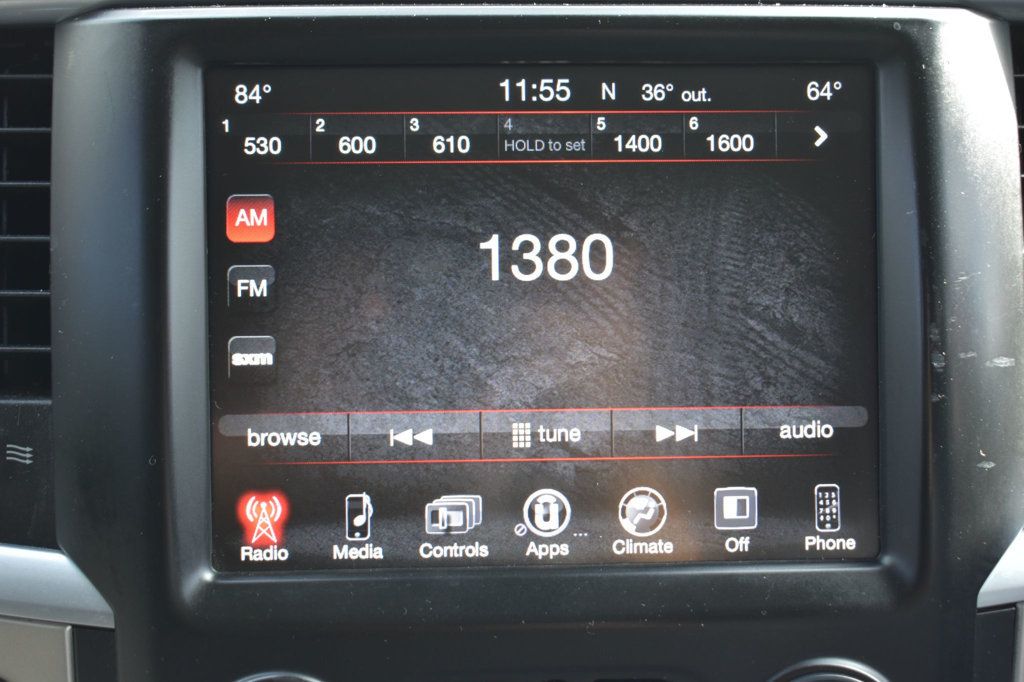 84° 11:55 N 36° out. 64°
1 530 2 600 3 610 4 HOLD to set 5 1400 6 1600
AM
1380
FM
sxm
browse tune audio
Radio Media Controls Apps ... Climate Off Phone